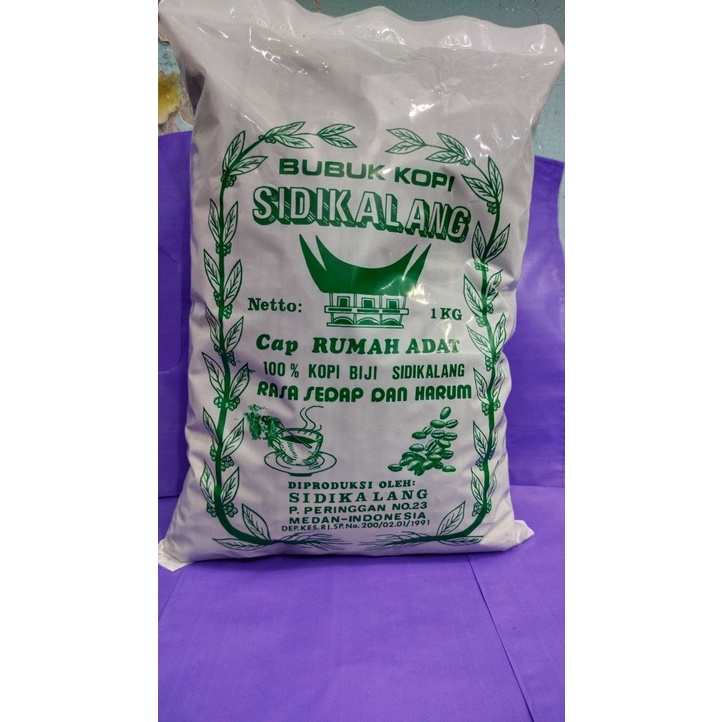 BUBUK KOPI
SIDIKALANG
Netto: 1 KG
Cap RUMAH ADAT
100 % KOPI BIJI SIDIKALANG
RASA SEDAP DAN HARUM
DIPRODUKSI OLEH:
SIDIKALANG
P. PERINGGAN NO.23
MEDAN-INDONESIA
DEP.KES.RI.SP.No.200/02.01/1991